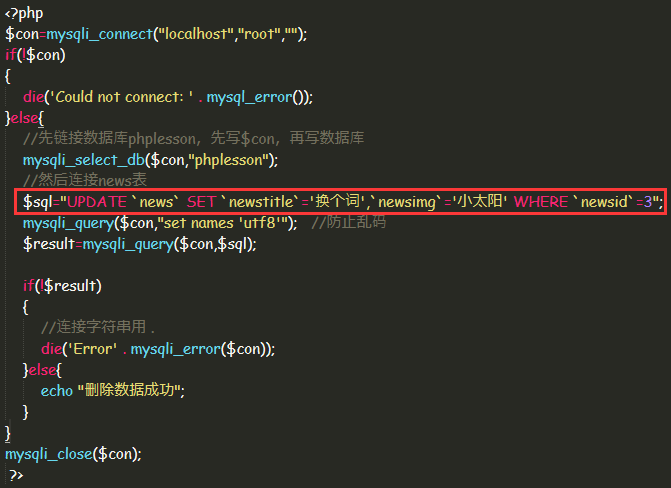 <?php
$con=mysqli_connect("localhost","root","");
if(!$con)
{
die('Could not connect: ' . mysql_error());
}else{
//先链接数据库phplesson，先写$con，再写数据库
mysqli_select_db($con,"phplesson");
//然后连接news表
$sql="UPDATE `news` SET `newstitle`='换个词',`newsimg`='小太阳' WHERE `newsid`=3";
mysqli_query($con,"set names 'utf8'"); //防止乱码
$result=mysqli_query($con,$sql);
if(!$result)
{
//连接字符串用 .
die('Error' . mysqli_error($con));
}else{
echo "删除数据成功";
}
}
mysqli_close($con);
?>